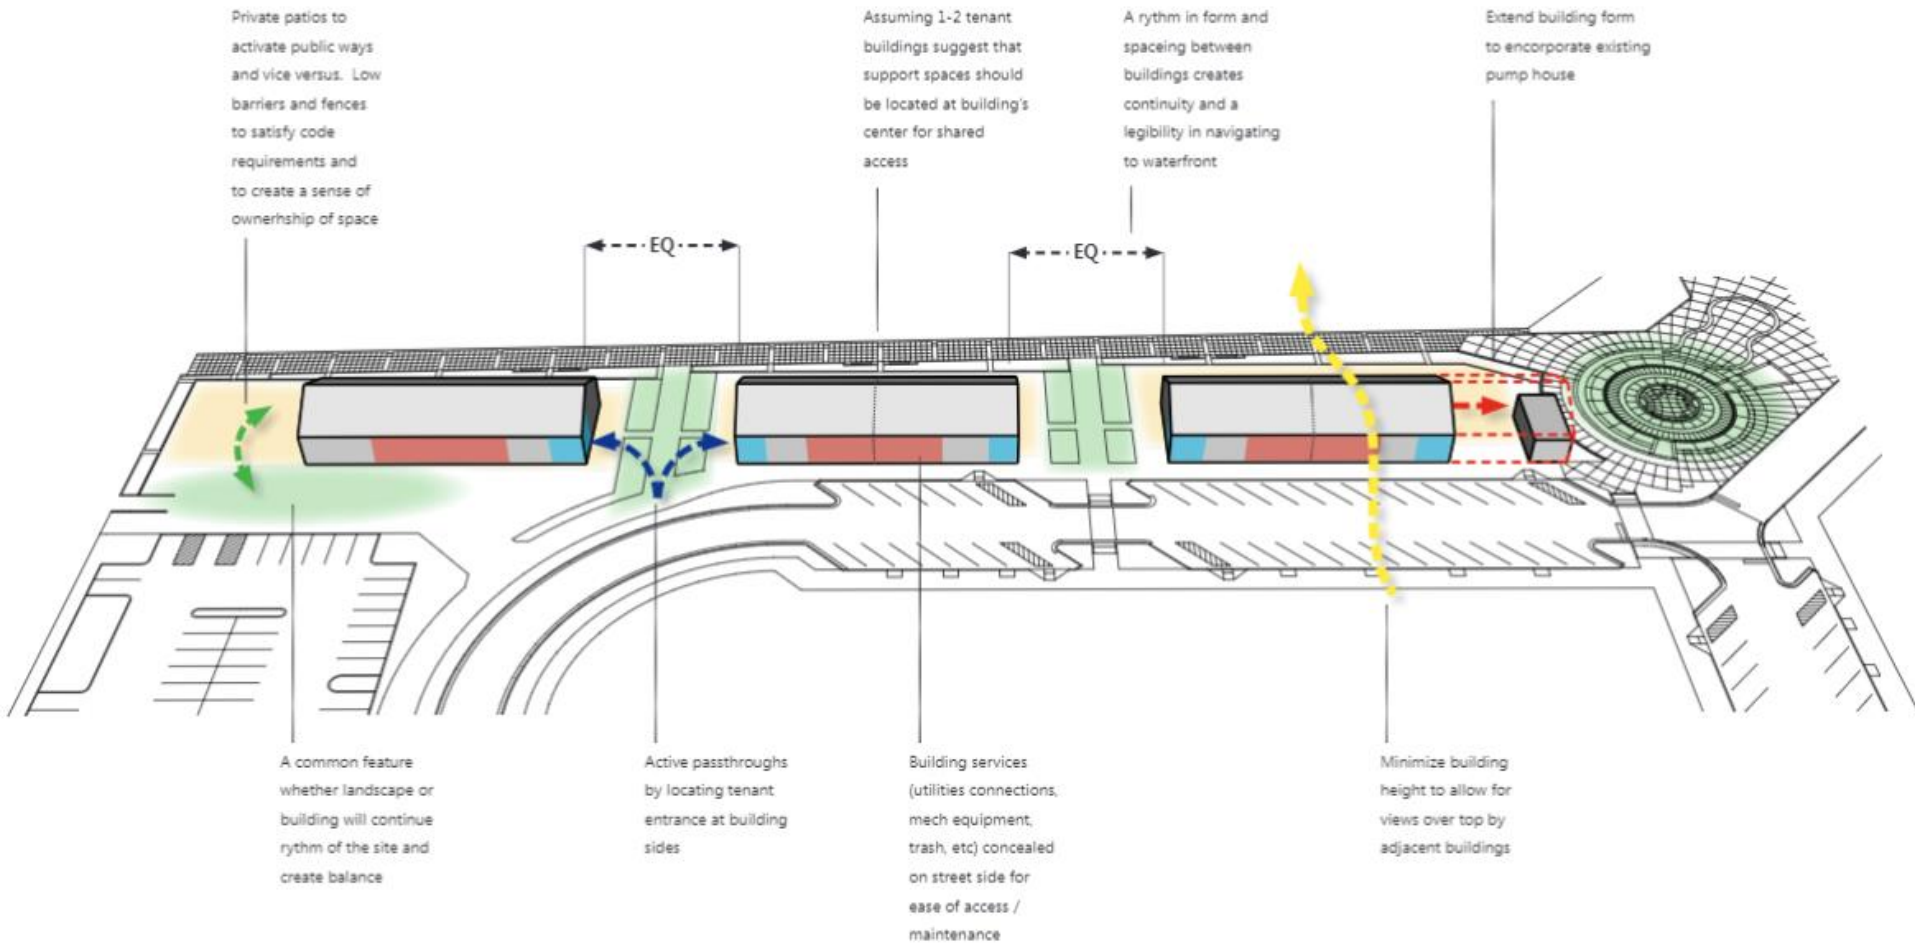 Private patios to
activate public ways
and vice versus. Low
barriers and fences
to satisfy code
requirements and
to create a sense of
ownerhship of space
Assuming 1-2 tenant
buildings suggest that
support spaces should
be located at building's
center for shared
access
A rythm in form and
spaceing between
buildings creates
continuity and a
legibility in navigating
to waterfront
Extend building form
to encorporate existing
pump house
EQ
EQ
A common feature
whether landscape or
building will continue
rythm of the site and
create balance
Active passthroughs
by locating tenant
entrance at building
sides
Building services
(utilities connections,
mech equipment,
trash, etc) concealed
on street side for
ease of access /
maintenance
Minimize building
height to allow for
views over top by
adjacent buildings